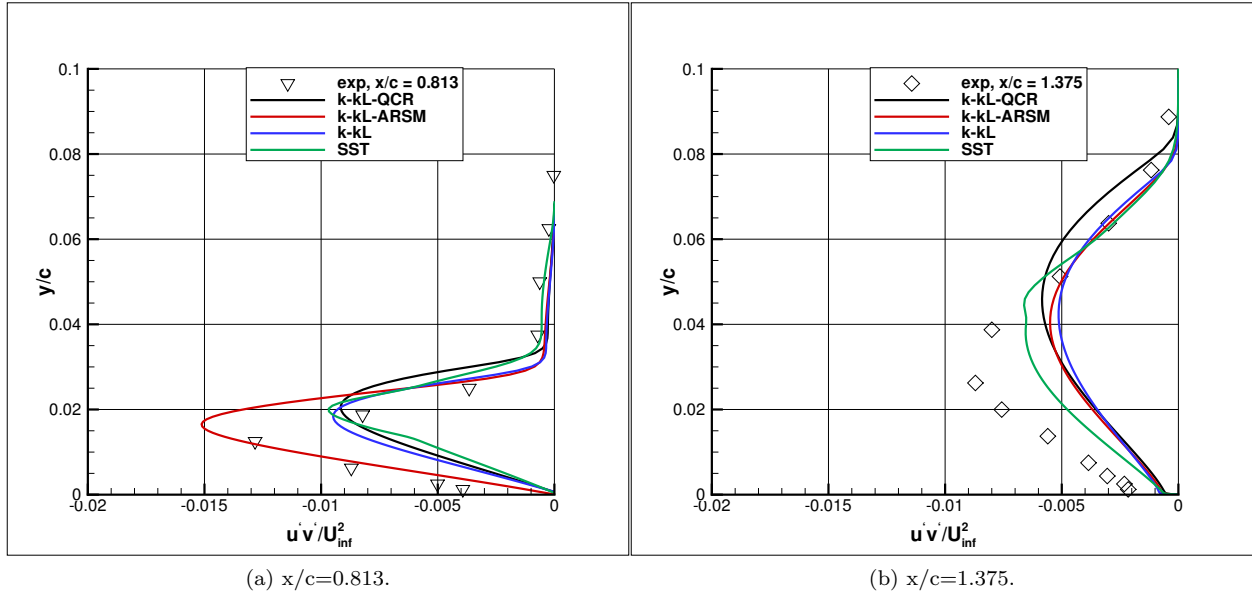 0.1
0.08
0.06
0.04
0.02
0
y/c
-0.02
-0.015
-0.01
-0.005
0
u'v'/U²inf
exp, x/c = 0.813
k-kL-QCR
k-kL-ARSM
k-kL
SST
(a) x/c=0.813.
0.1
0.08
0.06
0.04
0.02
0
y/c
-0.02
-0.015
-0.01
-0.005
0
u'v'/U²inf
exp, x/c = 1.375
k-kL-QCR
k-kL-ARSM
k-kL
SST
(b) x/c=1.375.